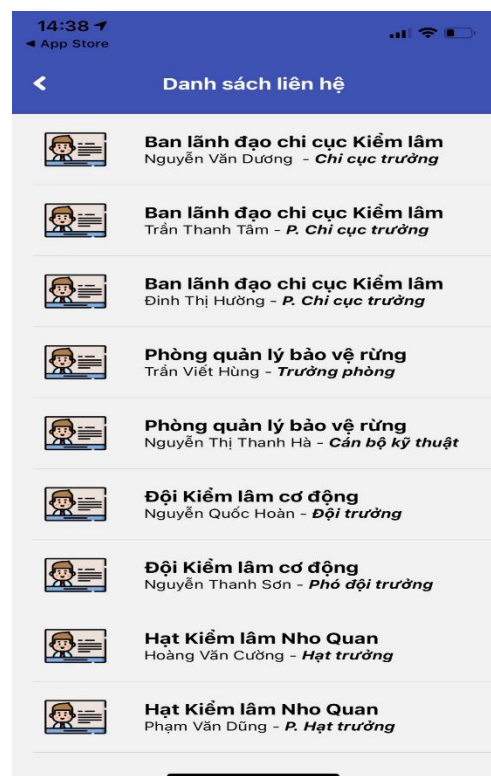 14:38
◀ App Store
Danh sách liên hệ
Ban lãnh đạo chi cục Kiểm lâm
Nguyễn Văn Dương - Chi cục trưởng
Ban lãnh đạo chi cục Kiểm lâm
Trần Thanh Tâm - P. Chi cục trưởng
Ban lãnh đạo chi cục Kiểm lâm
Đinh Thị Hường - P. Chi cục trưởng
Phòng quản lý bảo vệ rừng
Trần Viết Hùng - Trưởng phòng
Phòng quản lý bảo vệ rừng
Nguyễn Thị Thanh Hà - Cán bộ kỹ thuật
Đội Kiểm lâm cơ động
Nguyễn Quốc Hoàn - Đội trưởng
Đội Kiểm lâm cơ động
Nguyễn Thanh Sơn - Phó đội trưởng
Hạt Kiểm lâm Nho Quan
Hoàng Văn Cường - Hạt trưởng
Hạt Kiểm lâm Nho Quan
Phạm Văn Dũng - P. Hạt trưởng